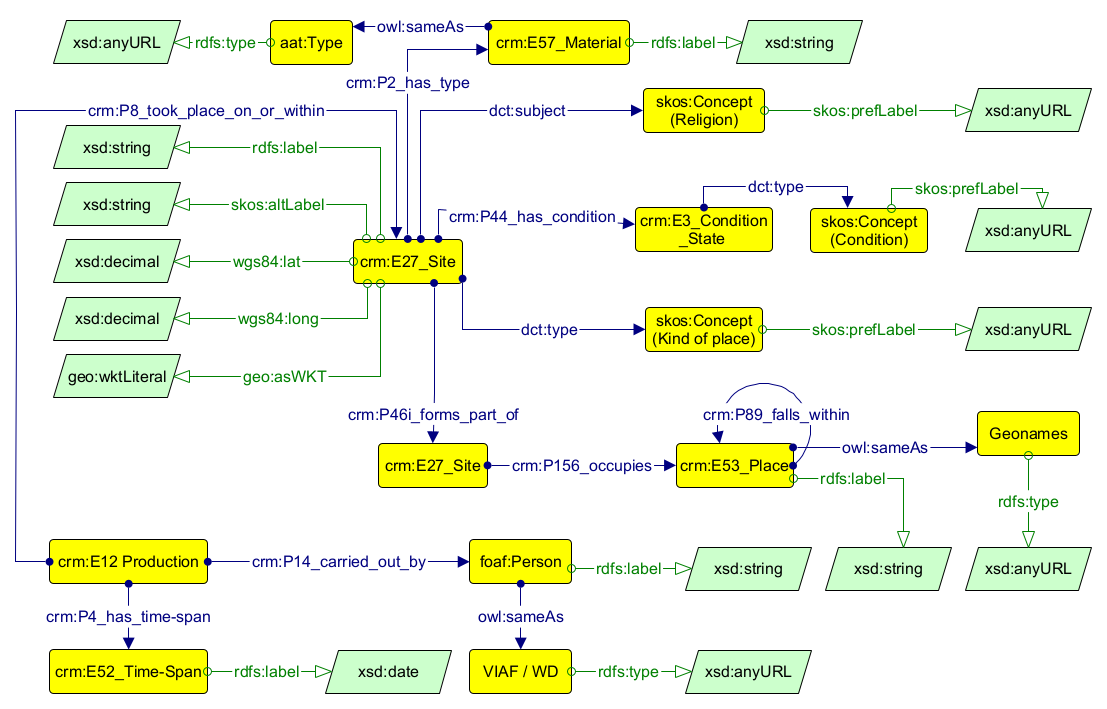 xsd:anyURL
rdfs:type
aat:Type
owl:sameAs
crm:E57_Material
rdfs:label
xsd:string
crm:P2_has_type
crm:P8_took_place_on_or_within
dct:subject
skos:Concept
(Religion)
skos:prefLabel
xsd:anyURL
xsd:string
rdfs:label
xsd:string
skos:altLabel
crm:P44_has_condition
crm:E3_Condition
_State
dct:type
skos:Concept
(Condition)
skos:prefLabel
xsd:anyURL
xsd:decimal
wgs84:lat
crm:E27_Site
xsd:decimal
wgs84:long
dct:type
skos:Concept
(Kind of place)
skos:prefLabel
xsd:anyURL
geo:wktLiteral
geo:asWKT
crm:P46i_forms_part_of
crm:P89_falls_within
crm:E27_Site
crm:P156_occupies
crm:E53_Place
owl:sameAs
Geonames
rdfs:label
rdfs:type
xsd:string
xsd:anyURL
crm:E12 Production
crm:P14_carried_out_by
foaf:Person
rdfs:label
xsd:string
crm:P4_has_time-span
owl:sameAs
crm:E52_Time-Span
rdfs:label
xsd:date
VIAF / WD
rdfs:type
xsd:anyURL